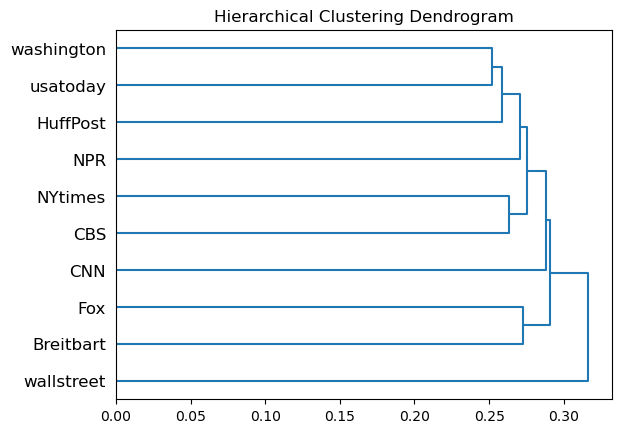 Hierarchical Clustering Dendrogram
washington
usatoday
HuffPost
NPR
NYtimes
CBS
CNN
Fox
Breitbart
wallstreet
0.00 0.05 0.10 0.15 0.20 0.25 0.30